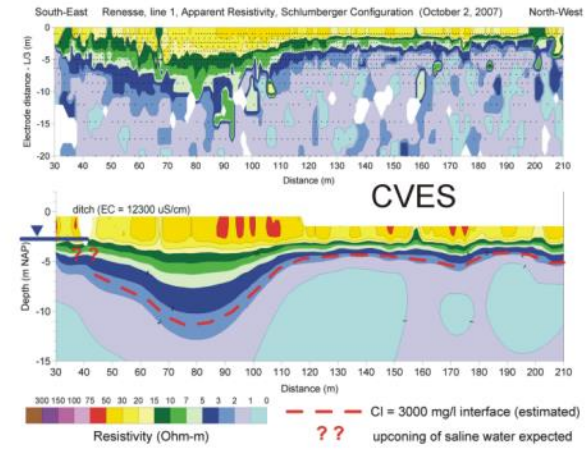 South-East Renesse, line 1, Apparent Resistivity, Schlumberger Configuration (October 2, 2007) North-West
Electrode distance - L/3 (m)
0
-5
-10
-15
-20
30 40 50 60 70 80 90 100 110 120 130 140 150 160 170 180 190 200 210
Distance (m)
CVES
ditch (EC = 12300 uS/cm)
Depth (m NAP)
0
-5
-10
-15
? ?
30 40 50 60 70 80 90 100 110 120 130 140 150 160 170 180 190 200 210
Distance (m)
300 150 100 75 50 30 20 15 10 7 5 3 2 1 0
Resistivity (Ohm-m)
Cl = 3000 mg/l interface (estimated)
? ? upconing of saline water expected